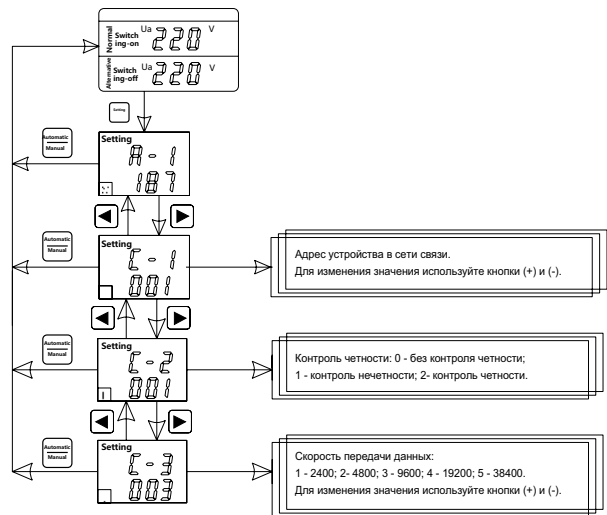 Normal
Switch
ing-on
Ua 220 V
Alternative
Switch
ing-off
Ua 220 V
Setting
Automatic
Manual
Setting
A-1
187
Automatic
Manual
Setting
C-1
001
Адрес устройства в сети связи.
Для изменения значения используйте кнопки (+) и (-).
Automatic
Manual
Setting
C-2
001
Контроль четности: 0 - без контроля четности;
1 - контроль нечетности; 2- контроль четности.
Automatic
Manual
Setting
C-3
003
Скорость передачи данных:
1 - 2400; 2- 4800; 3 - 9600; 4 - 19200; 5 - 38400.
Для изменения значения используйте кнопки (+) и (-).